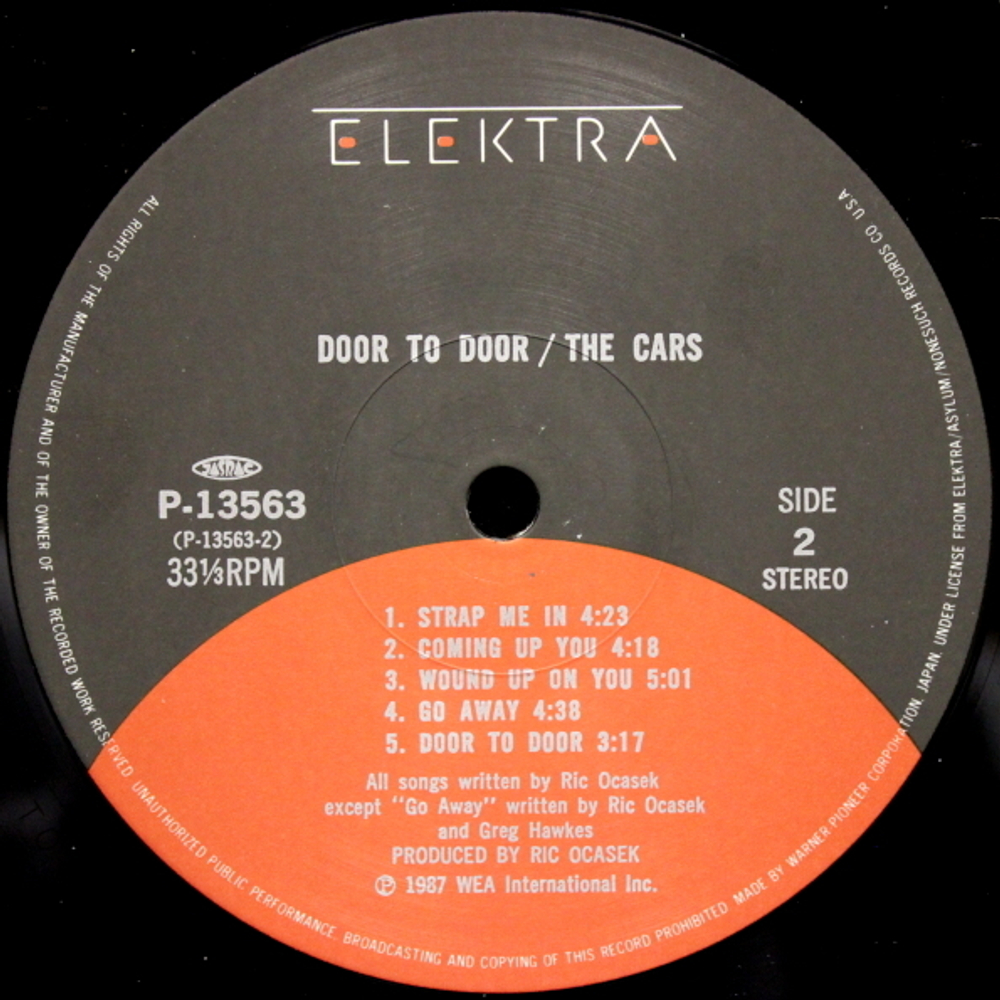 ELEKTRA
DOOR TO DOOR / THE CARS
JASRAC
P-13563
(P-13563-2)
33⅓RPM
SIDE
2
STEREO
1. STRAP ME IN 4:23
2. COMING UP YOU 4:18
3. WOUND UP ON YOU 5:01
4. GO AWAY 4:38
5. DOOR TO DOOR 3:17
All songs written by Ric Ocasek
except "Go Away" written by Ric Ocasek
and Greg Hawkes
PRODUCED BY RIC OCASEK
℗ 1987 WEA International Inc.
ALL RIGHTS OF THE MANUFACTURER AND OF THE OWNER OF THE RECORDED WORK RESERVED UNAUTHORIZED PUBLIC PERFORMANCE. BROADCASTING AND COPYING OF THIS RECORD PROHIBITED MADE BY WARNER PIONEER CORPORATION. JAPAN. UNDER LICENSE FROM ELEKTRA/ASYLUM/NONESUCH RECORDS CO U.S.A